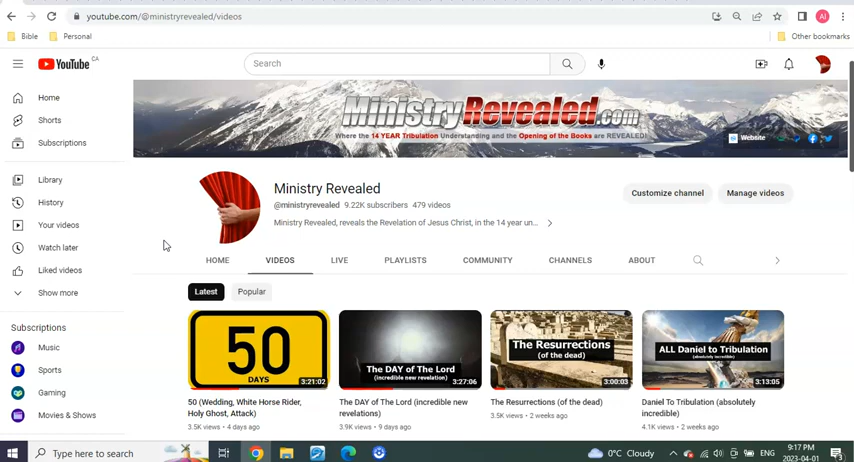 youtube.com/@ministryrevealed/videos
AI
Bible
Personal
Other bookmarks
YouTube CA
Search
MinistryRevealed.com
Where the 14 YEAR Tribulation Understanding and the Opening of the Books are REVEALED!
Website
Home
Shorts
Subscriptions
Library
History
Your videos
Watch later
Liked videos
Show more
Subscriptions
Music
Sports
Gaming
Movies & Shows
Ministry Revealed
@ministryrevealed 9.22K subscribers 479 videos
Ministry Revealed, reveals the Revelation of Jesus Christ, in the 14 year un...
Customize channel
Manage videos
HOME VIDEOS LIVE PLAYLISTS COMMUNITY CHANNELS ABOUT
Latest Popular
50
DAYS
3:21:02
50 (Wedding, White Horse Rider,
Holy Ghost, Attack)
3.5K views • 4 days ago
The DAY of The Lord
(incredible new revelation)
3:27:06
The DAY of The Lord (incredible new
revelations)
3.9K views • 9 days ago
The Resurrections
(of the dead)
3:00:03
The Resurrections (of the dead)
3.5K views • 2 weeks ago
ALL Daniel to Tribulation
(absolutely incredible)
3:13:05
Daniel To Tribulation (absolutely
incredible)
4.1K views • 2 weeks ago
Type here to search
0°C Cloudy
ENG
9:17 PM
2023-04-01
3